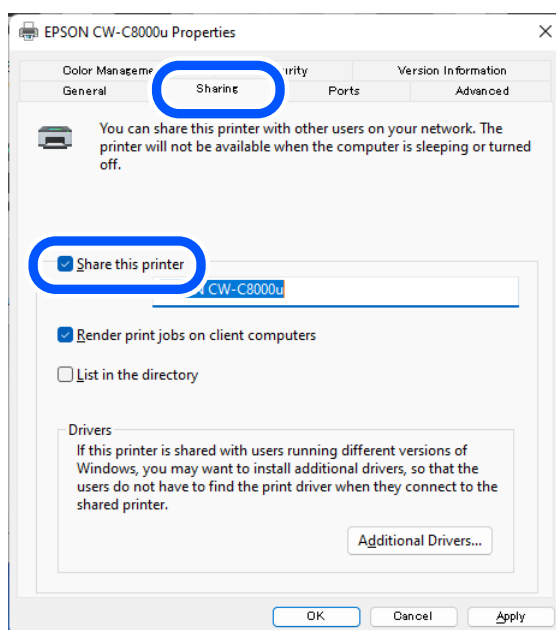 EPSON CW-C8000u Properties
Color Manageme urity Version Information
General Sharing Ports Advanced
You can share this printer with other users on your network. The
printer will not be available when the computer is sleeping or turned
off.
Share this printer
CW-C8000u
Render print jobs on client computers
List in the directory
Drivers
If this printer is shared with users running different versions of
Windows, you may want to install additional drivers, so that the
users do not have to find the print driver when they connect to the
shared printer.
Additional Drivers...
OK Cancel Apply